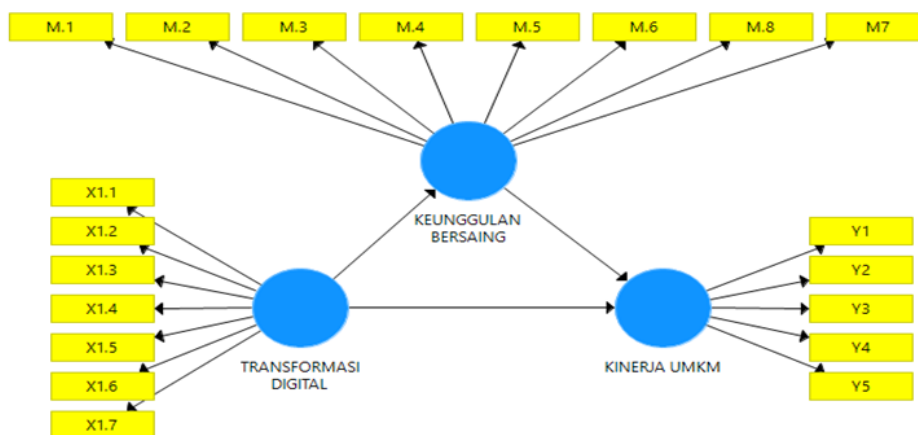 M.1
M.2
M.3
M.4
M.5
M.6
M.8
M7
KEUNGGULAN
BERSAING
X1.1
X1.2
X1.3
X1.4
X1.5
X1.6
X1.7
TRANSFORMASI
DIGITAL
KINERJA UMKM
Y1
Y2
Y3
Y4
Y5